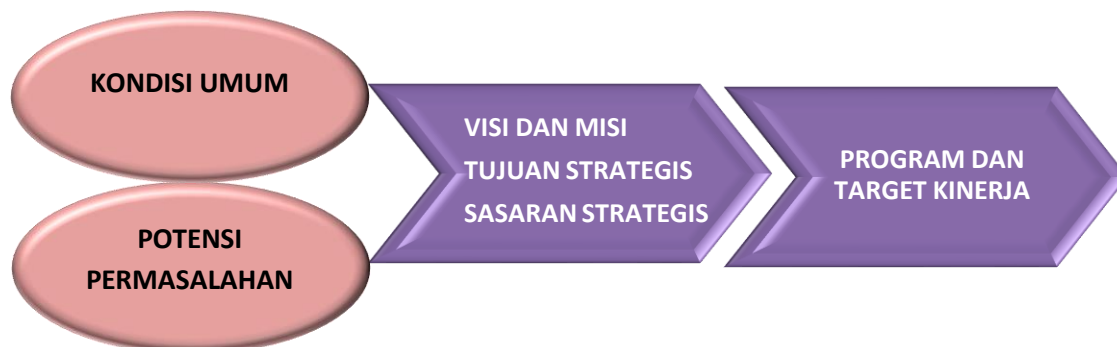 KONDISI UMUM
POTENSI
PERMASALAHAN
VISI DAN MISI
TUJUAN STRATEGIS
SASARAN STRATEGIS
PROGRAM DAN
TARGET KINERJA